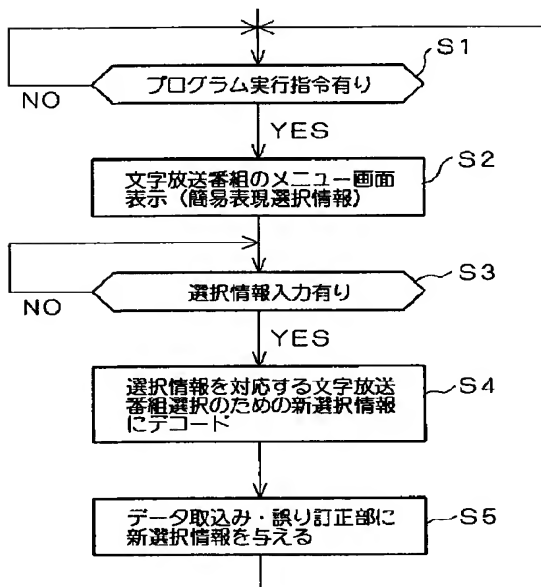 S1
プログラム実行指令有り
NO
YES
S2
文字放送番組のメニュー画面
表示（簡易表現選択情報）
S3
選択情報入力有り
NO
YES
S4
選択情報を対応する文字放送
番組選択のための新選択情報
にデコード
S5
データ取込み・誤り訂正部に
新選択情報を与える